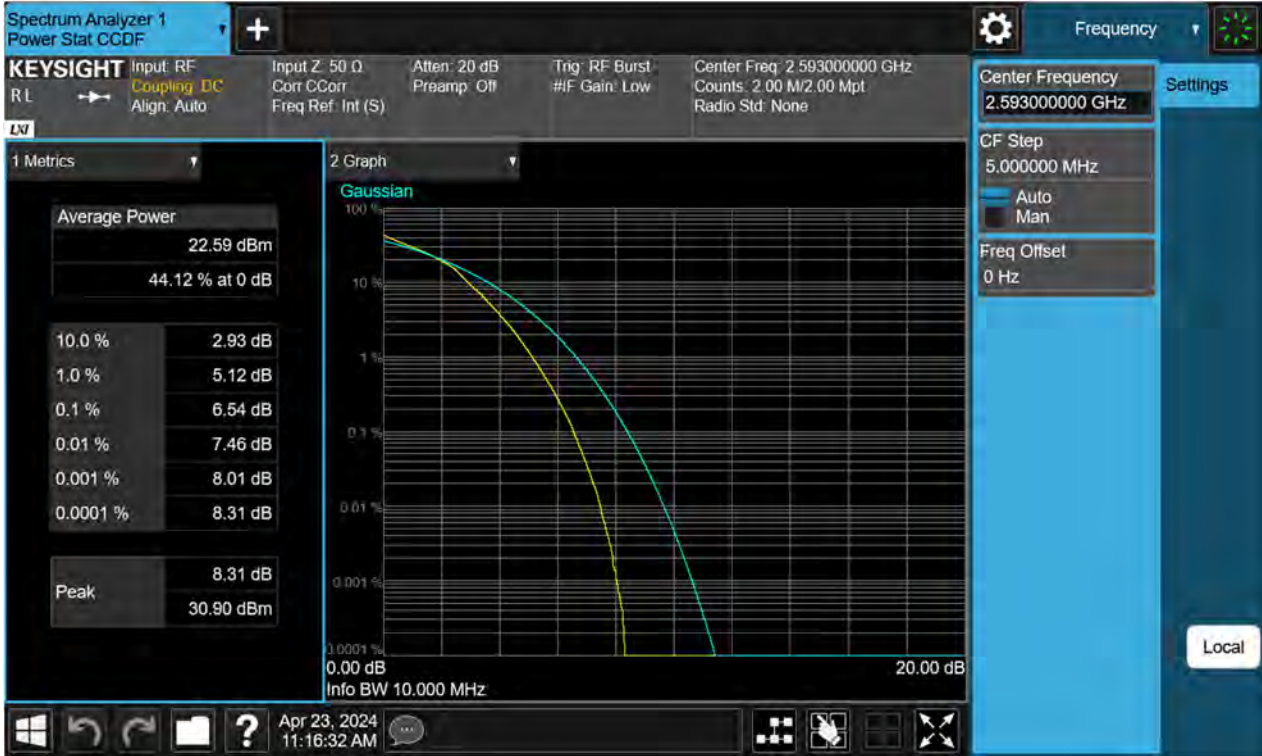 Spectrum Analyzer 1
Power Stat CCDF
+
Frequency
KEYSIGHT
R L
LXI
Input: RF
Coupling: DC
Align: Auto
Input Z: 50 Ω
Corr CCorr
Freq Ref: Int (S)
Atten: 20 dB
Preamp: Off
Trig: RF Burst
#IF Gain: Low
Center Freq: 2.593000000 GHz
Counts: 2.00 M/2.00 Mpt
Radio Std: None
Center Frequency
2.593000000 GHz
Settings
CF Step
5.000000 MHz
Auto
Man
Freq Offset
0 Hz
Local
1 Metrics
Average Power
22.59 dBm
44.12 % at 0 dB
10.0 % 2.93 dB
1.0 % 5.12 dB
0.1 % 6.54 dB
0.01 % 7.46 dB
0.001 % 8.01 dB
0.0001 % 8.31 dB
Peak
8.31 dB
30.90 dBm
2 Graph
Gaussian
100 %
10 %
1 %
0.1 %
0.01 %
0.001 %
0.0001 %
0.00 dB 20.00 dB
Info BW 10.000 MHz
?
Apr 23, 2024
11:16:32 AM